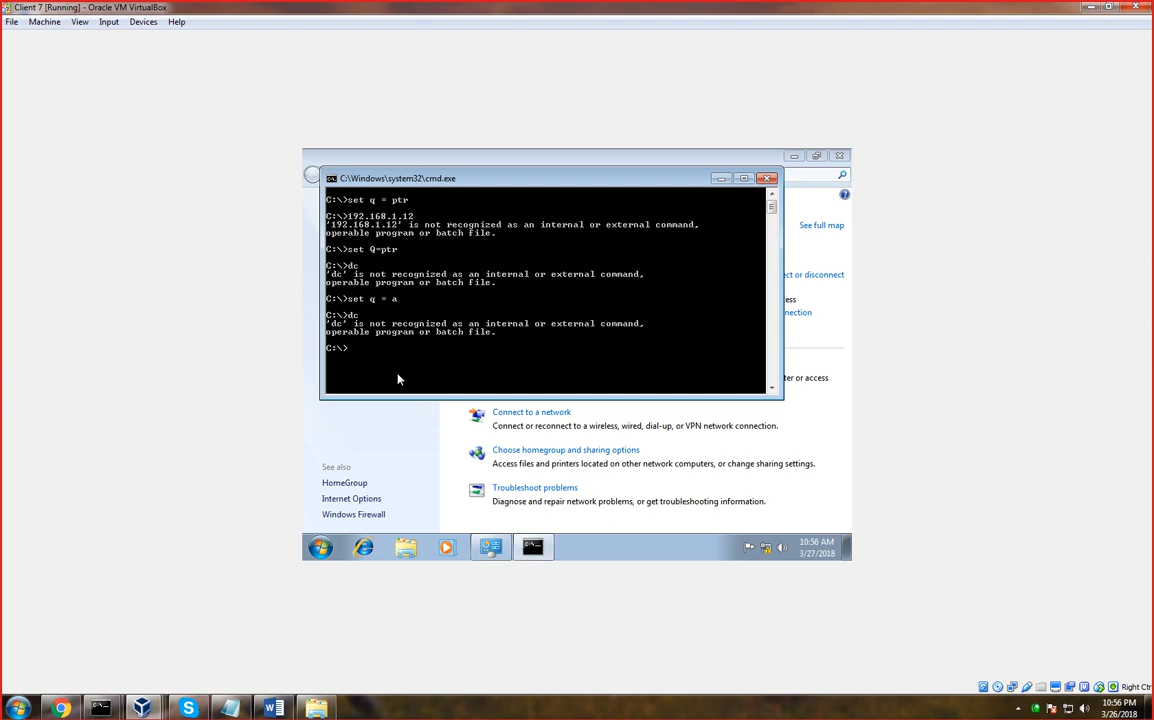 Client 7 [Running] - Oracle VM VirtualBox
File Machine View Input Devices Help
C:\Windows\system32\cmd.exe
C:\>set q = ptr
C:\>192.168.1.12
'192.168.1.12' is not recognized as an internal or external command,
operable program or batch file.
C:\>set Q=ptr
C:\>dc
'dc' is not recognized as an internal or external command,
operable program or batch file.
C:\>set q = a
C:\>dc
'dc' is not recognized as an internal or external command,
operable program or batch file.
C:\>
See full map
ect or disconnect
ess
nnection
ter or access
Connect to a network
Connect or reconnect to a wireless, wired, dial-up, or VPN network connection.
Choose homegroup and sharing options
Access files and printers located on other network computers, or change sharing settings.
Troubleshoot problems
Diagnose and repair network problems, or get troubleshooting information.
See also
HomeGroup
Internet Options
Windows Firewall
10:56 AM
3/27/2018
Right Ctr
10:56 PM
3/26/2018